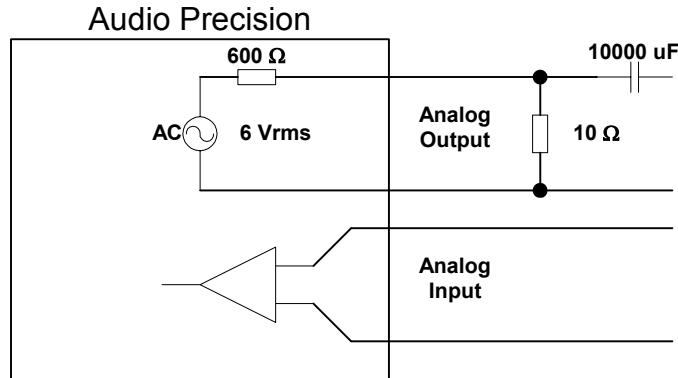 Audio Precision
600 Ω
10000 uF
AC
6 Vrms
Analog
Output
10 Ω
Analog
Input